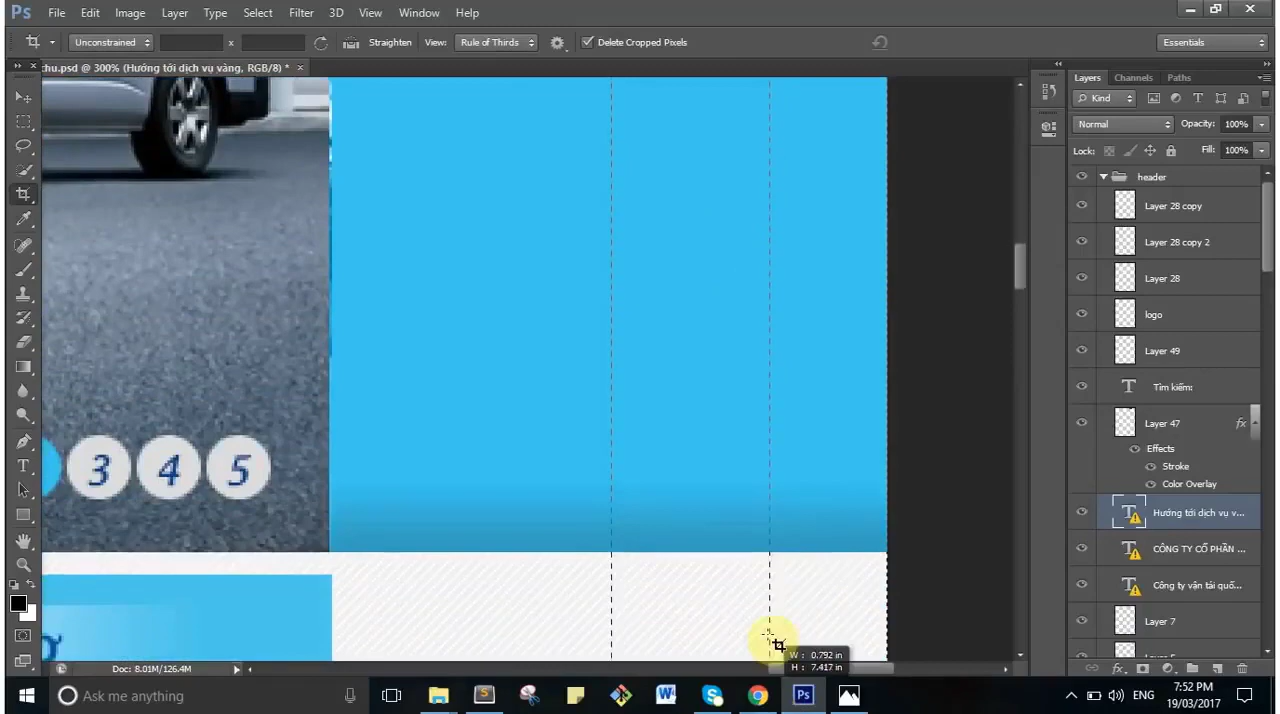 Ps File Edit Image Layer Type Select Filter 3D View Window Help
Unconstrained x Straighten View: Rule of Thirds Delete Cropped Pixels Essentials
chu.psd @ 300% (Hướng tới dịch vụ vàng, RGB/8) * ×
Layers Channels Paths
Kind
Normal Opacity: 100%
Lock: Fill: 100%
header
Layer 28 copy
Layer 28 copy 2
Layer 28
logo
Layer 49
Tìm kiếm:
Layer 47 fx
Effects
Stroke
Color Overlay
Hướng tới dịch vụ v...
CÔNG TY CỔ PHẦN ...
Công ty vận tải quố...
Layer 7
3 4 5
W : 0.792 in
H : 7.417 in
Doc: 8.01M/126.4M
Ask me anything
ENG
7:52 PM
19/03/2017